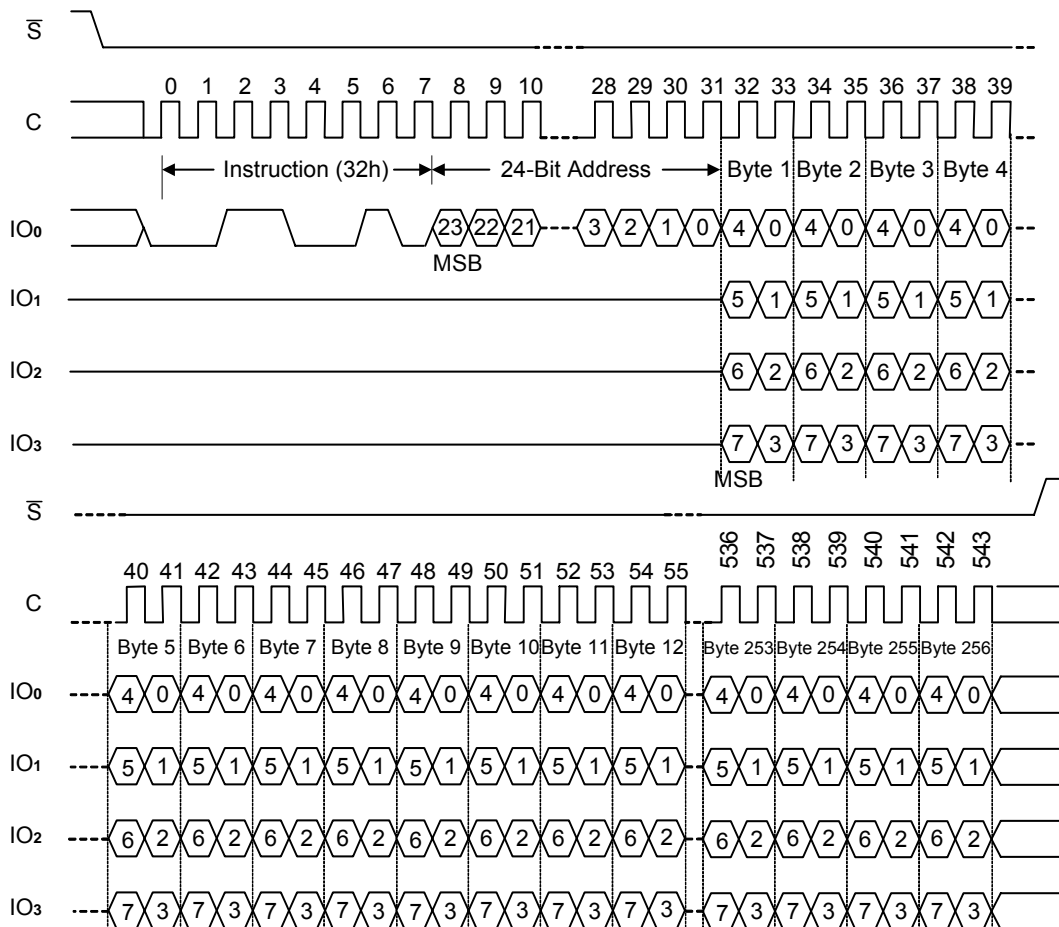 S̅
0 1 2 3 4 5 6 7 8 9 10 28 29 30 31 32 33 34 35 36 37 38 39
C
Instruction (32h) 24-Bit Address Byte 1 Byte 2 Byte 3 Byte 4
IO₀ 23 22 21 3 2 1 0 4 0 4 0 4 0 4 0
MSB
IO₁ 5 1 5 1 5 1 5 1
IO₂ 6 2 6 2 6 2 6 2
IO₃ 7 3 7 3 7 3 7 3
MSB
S̅
40 41 42 43 44 45 46 47 48 49 50 51 52 53 54 55 536 537 538 539 540 541 542 543
C
Byte 5 Byte 6 Byte 7 Byte 8 Byte 9 Byte 10 Byte 11 Byte 12 Byte 253 Byte 254 Byte 255 Byte 256
IO₀ 4 0 4 0 4 0 4 0 4 0 4 0 4 0 4 0 4 0 4 0 4 0 4 0
IO₁ 5 1 5 1 5 1 5 1 5 1 5 1 5 1 5 1 5 1 5 1 5 1 5 1
IO₂ 6 2 6 2 6 2 6 2 6 2 6 2 6 2 6 2 6 2 6 2 6 2 6 2
IO₃ 7 3 7 3 7 3 7 3 7 3 7 3 7 3 7 3 7 3 7 3 7 3 7 3